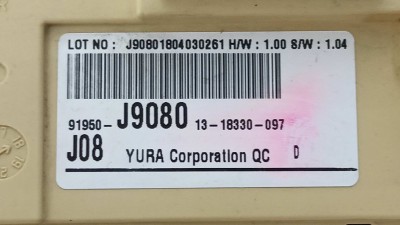 LOT NO : J90801804030261 H/W : 1.00 S/W : 1.04
91950- J9080 13-18330-097
J08 YURA Corporation QC D